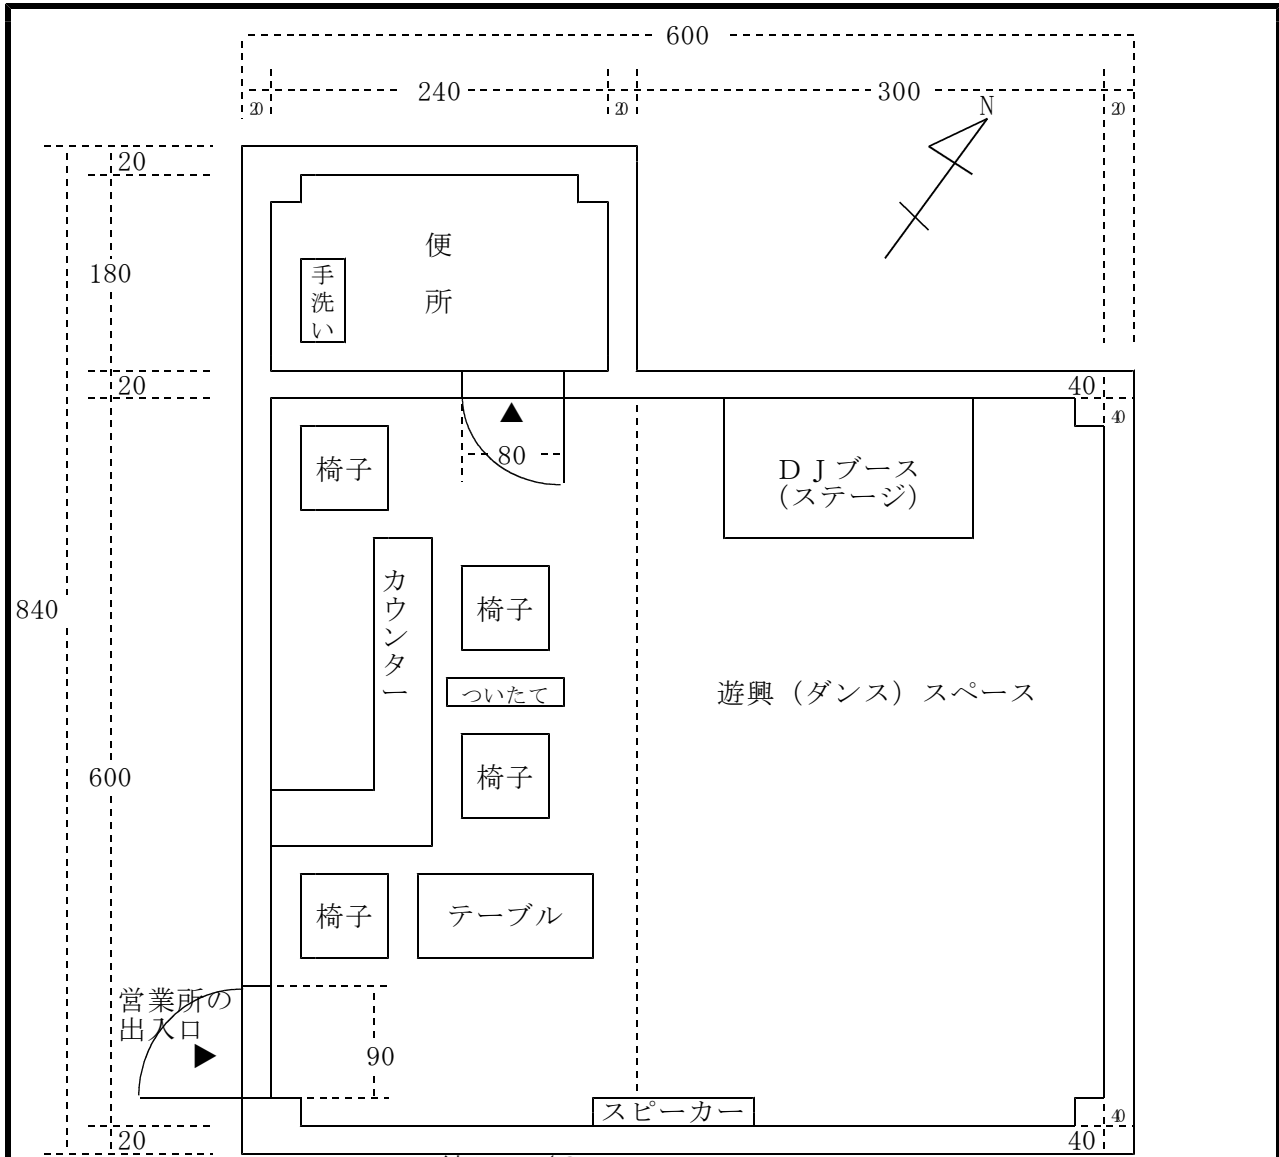 600
240
300
20
20
20
N
20
180
便所
手洗い
20
40
40
80
椅子
ＤＪブース
（ステージ）
カウンター
椅子
840
ついたて
遊興（ダンス）スペース
椅子
600
椅子
テーブル
営業所の
出入口
90
スピーカー
40
20
40